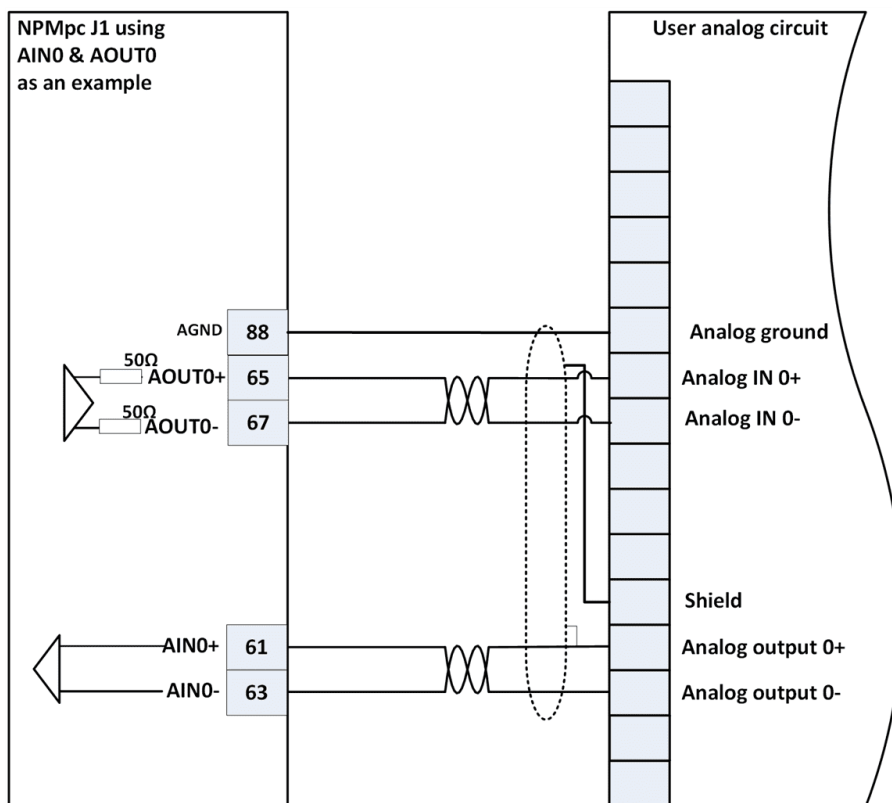 NPMpc J1 using
AIN0 & AOUT0
as an example
User analog circuit
AGND
88
Analog ground
50Ω
AOUT0+
65
Analog IN 0+
50Ω
AOUT0-
67
Analog IN 0-
Shield
AIN0+
61
Analog output 0+
AIN0-
63
Analog output 0-